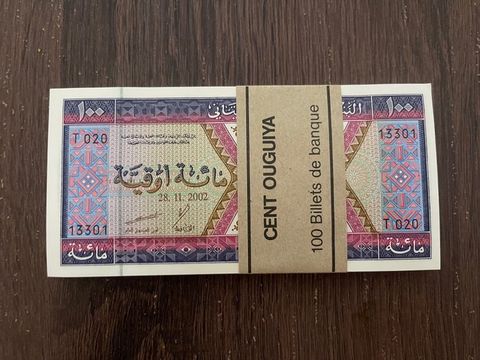 ١٠٠
١٠٠
T 020
13301
مائة أوقية
28. 11. 2002
13301
T 020
مائة
مائة
CENT OUGUIYA
100 Billets de banque